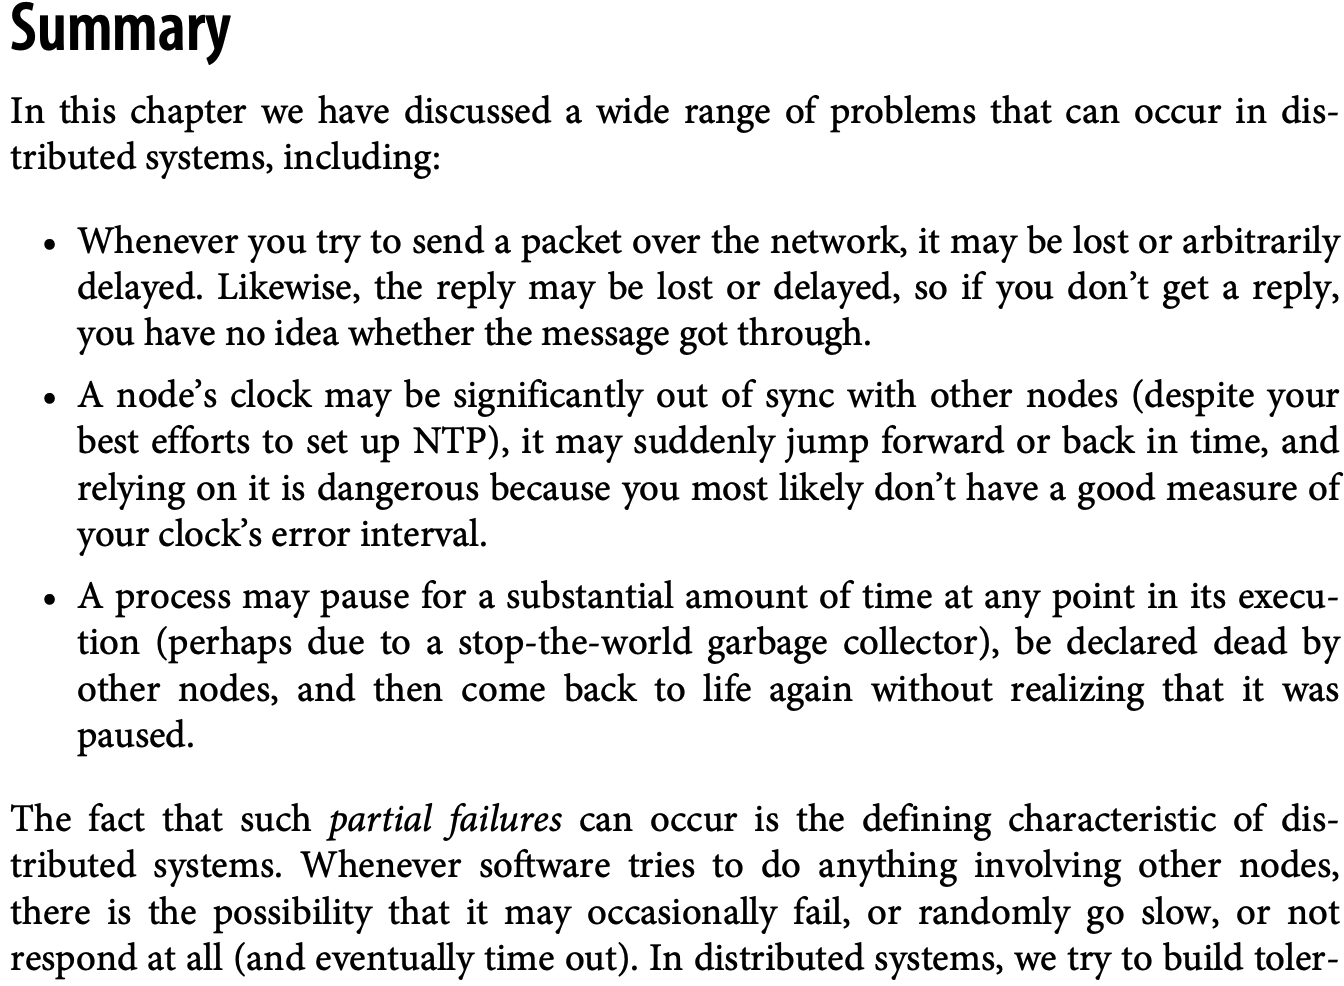 Summary
In this chapter we have discussed a wide range of problems that can occur in dis-
tributed systems, including:
• Whenever you try to send a packet over the network, it may be lost or arbitrarily
delayed. Likewise, the reply may be lost or delayed, so if you don’t get a reply,
you have no idea whether the message got through.
• A node’s clock may be significantly out of sync with other nodes (despite your
best efforts to set up NTP), it may suddenly jump forward or back in time, and
relying on it is dangerous because you most likely don’t have a good measure of
your clock’s error interval.
• A process may pause for a substantial amount of time at any point in its execu-
tion (perhaps due to a stop-the-world garbage collector), be declared dead by
other nodes, and then come back to life again without realizing that it was
paused.
The fact that such partial failures can occur is the defining characteristic of dis-
tributed systems. Whenever software tries to do anything involving other nodes,
there is the possibility that it may occasionally fail, or randomly go slow, or not
respond at all (and eventually time out). In distributed systems, we try to build toler-